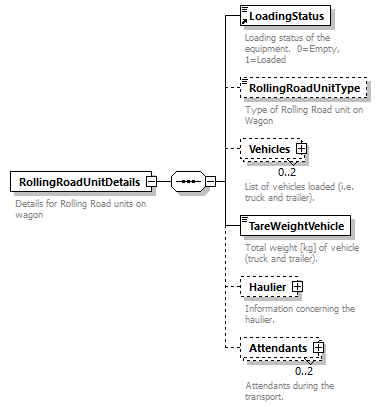 LoadingStatus
Loading status of the
equipment.  0=Empty,
1=Loaded
RollingRoadUnitType
Type of Rolling Road unit on
Wagon
Vehicles
0..2
List of vehicles loaded (i.e.
truck and trailer).
RollingRoadUnitDetails
Details for Rolling Road units on
wagon
TareWeightVehicle
Total weight [kg] of vehicle
(truck and trailer).
Haulier
Information concerning the
haulier.
Attendants
0..2
Attendants during the
transport.